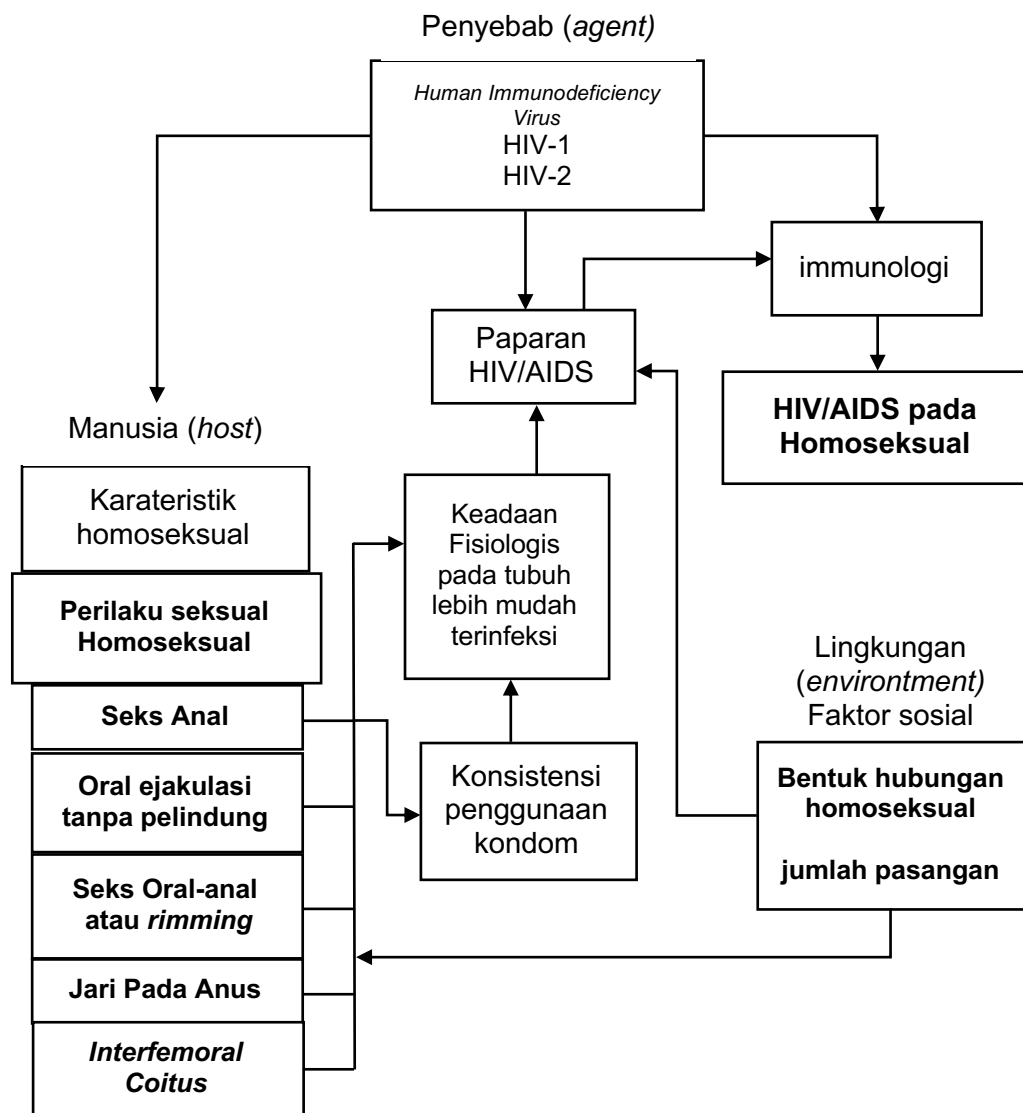 Penyebab (agent)
Human Immunodeficiency
Virus
HIV-1
HIV-2
immunologi
Paparan
HIV/AIDS
HIV/AIDS pada
Homoseksual
Manusia (host)
Karateristik
homoseksual
Perilaku seksual
Homoseksual
Seks Anal
Oral ejakulasi
tanpa pelindung
Seks Oral-anal
atau rimming
Jari Pada Anus
Interfemoral
Coitus
Keadaan
Fisiologis
pada tubuh
lebih mudah
terinfeksi
Konsistensi
penggunaan
kondom
Lingkungan
(environtment)
Faktor sosial
Bentuk hubungan
homoseksual
jumlah pasangan